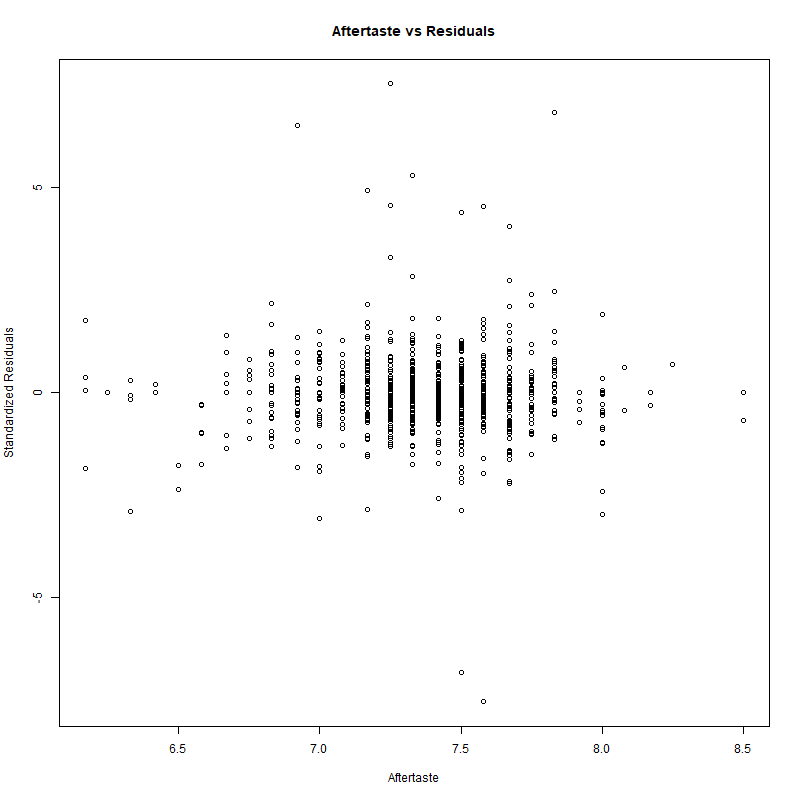 Aftertaste vs Residuals
Standardized Residuals
5
0
-5
6.5 7.0 7.5 8.0 8.5
Aftertaste